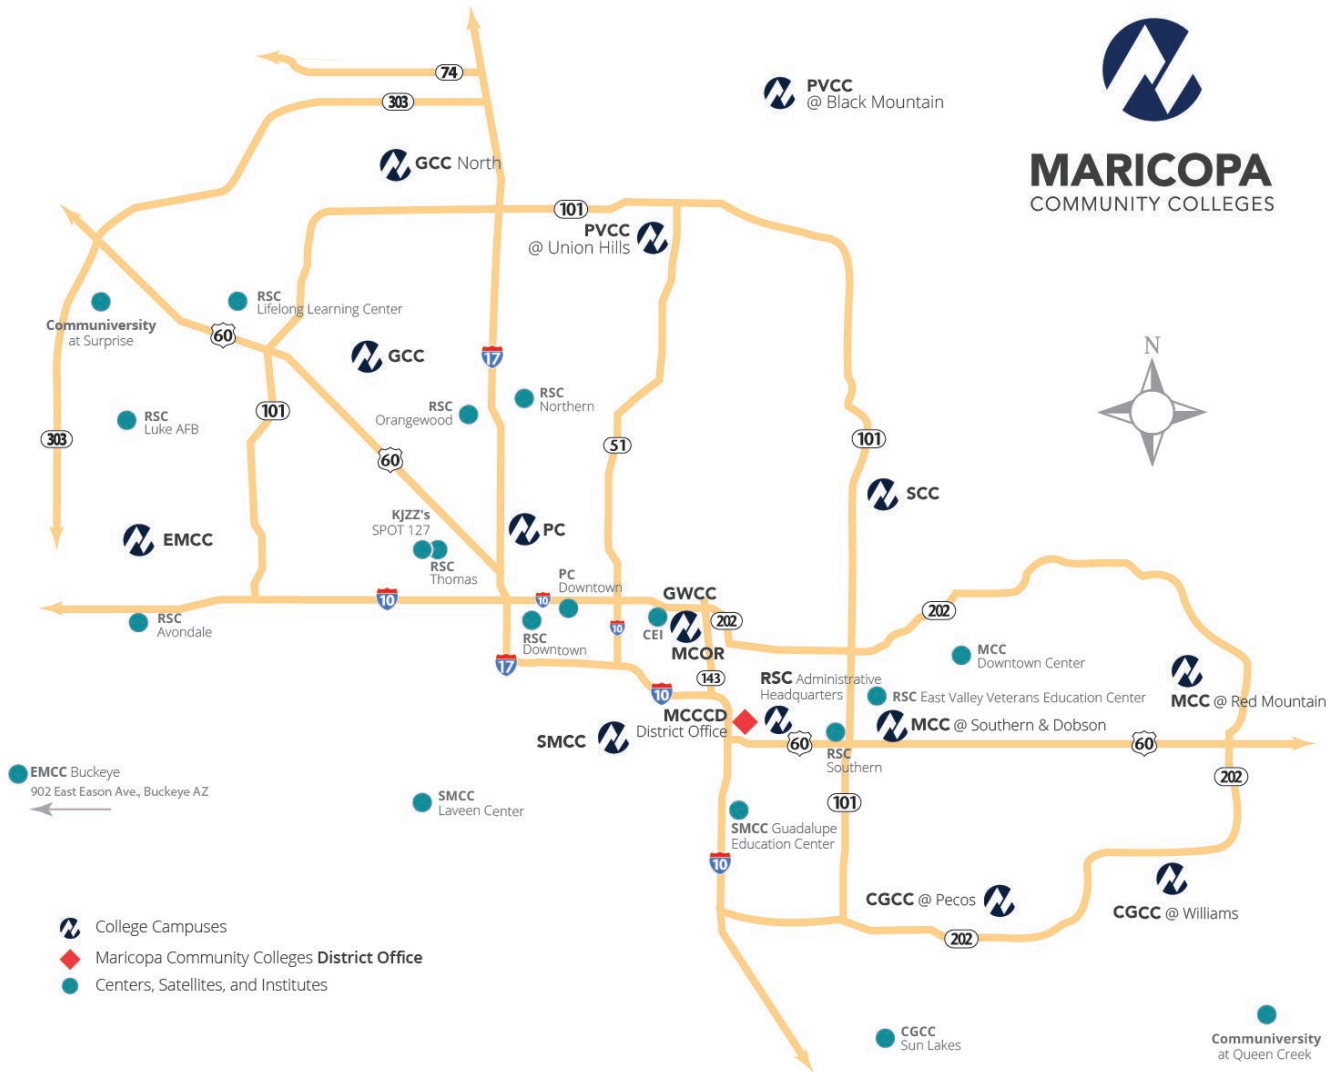 74
303
PVCC
@ Black Mountain
MARICOPA
COMMUNITY COLLEGES
GCC North
101
PVCC
@ Union Hills
RSC
Lifelong Learning Center
Communiversity
at Surprise
60
GCC
17
N
RSC
Northern
RSC
Orangewood
101
RSC
Luke AFB
303
51
101
60
SCC
KJZZ's
SPOT 127
PC
EMCC
RSC
Thomas
PC
Downtown
10
10
GWCC
202
202
RSC
Avondale
RSC
Downtown
10
CEI
MCOR
MCC
Downtown Center
17
143
RSC Administrative
Headquarters
10
RSC East Valley Veterans Education Center
MCC @ Red Mountain
MCCCD
District Office
MCC @ Southern & Dobson
SMCC
60
60
RSC
Southern
EMCC Buckeye
902 East Eason Ave., Buckeye AZ
202
SMCC
Laveen Center
101
SMCC Guadalupe
Education Center
10
CGCC @ Pecos
CGCC @ Williams
202
College Campuses
Maricopa Community Colleges District Office
Centers, Satellites, and Institutes
CGCC
Sun Lakes
Communiversity
at Queen Creek